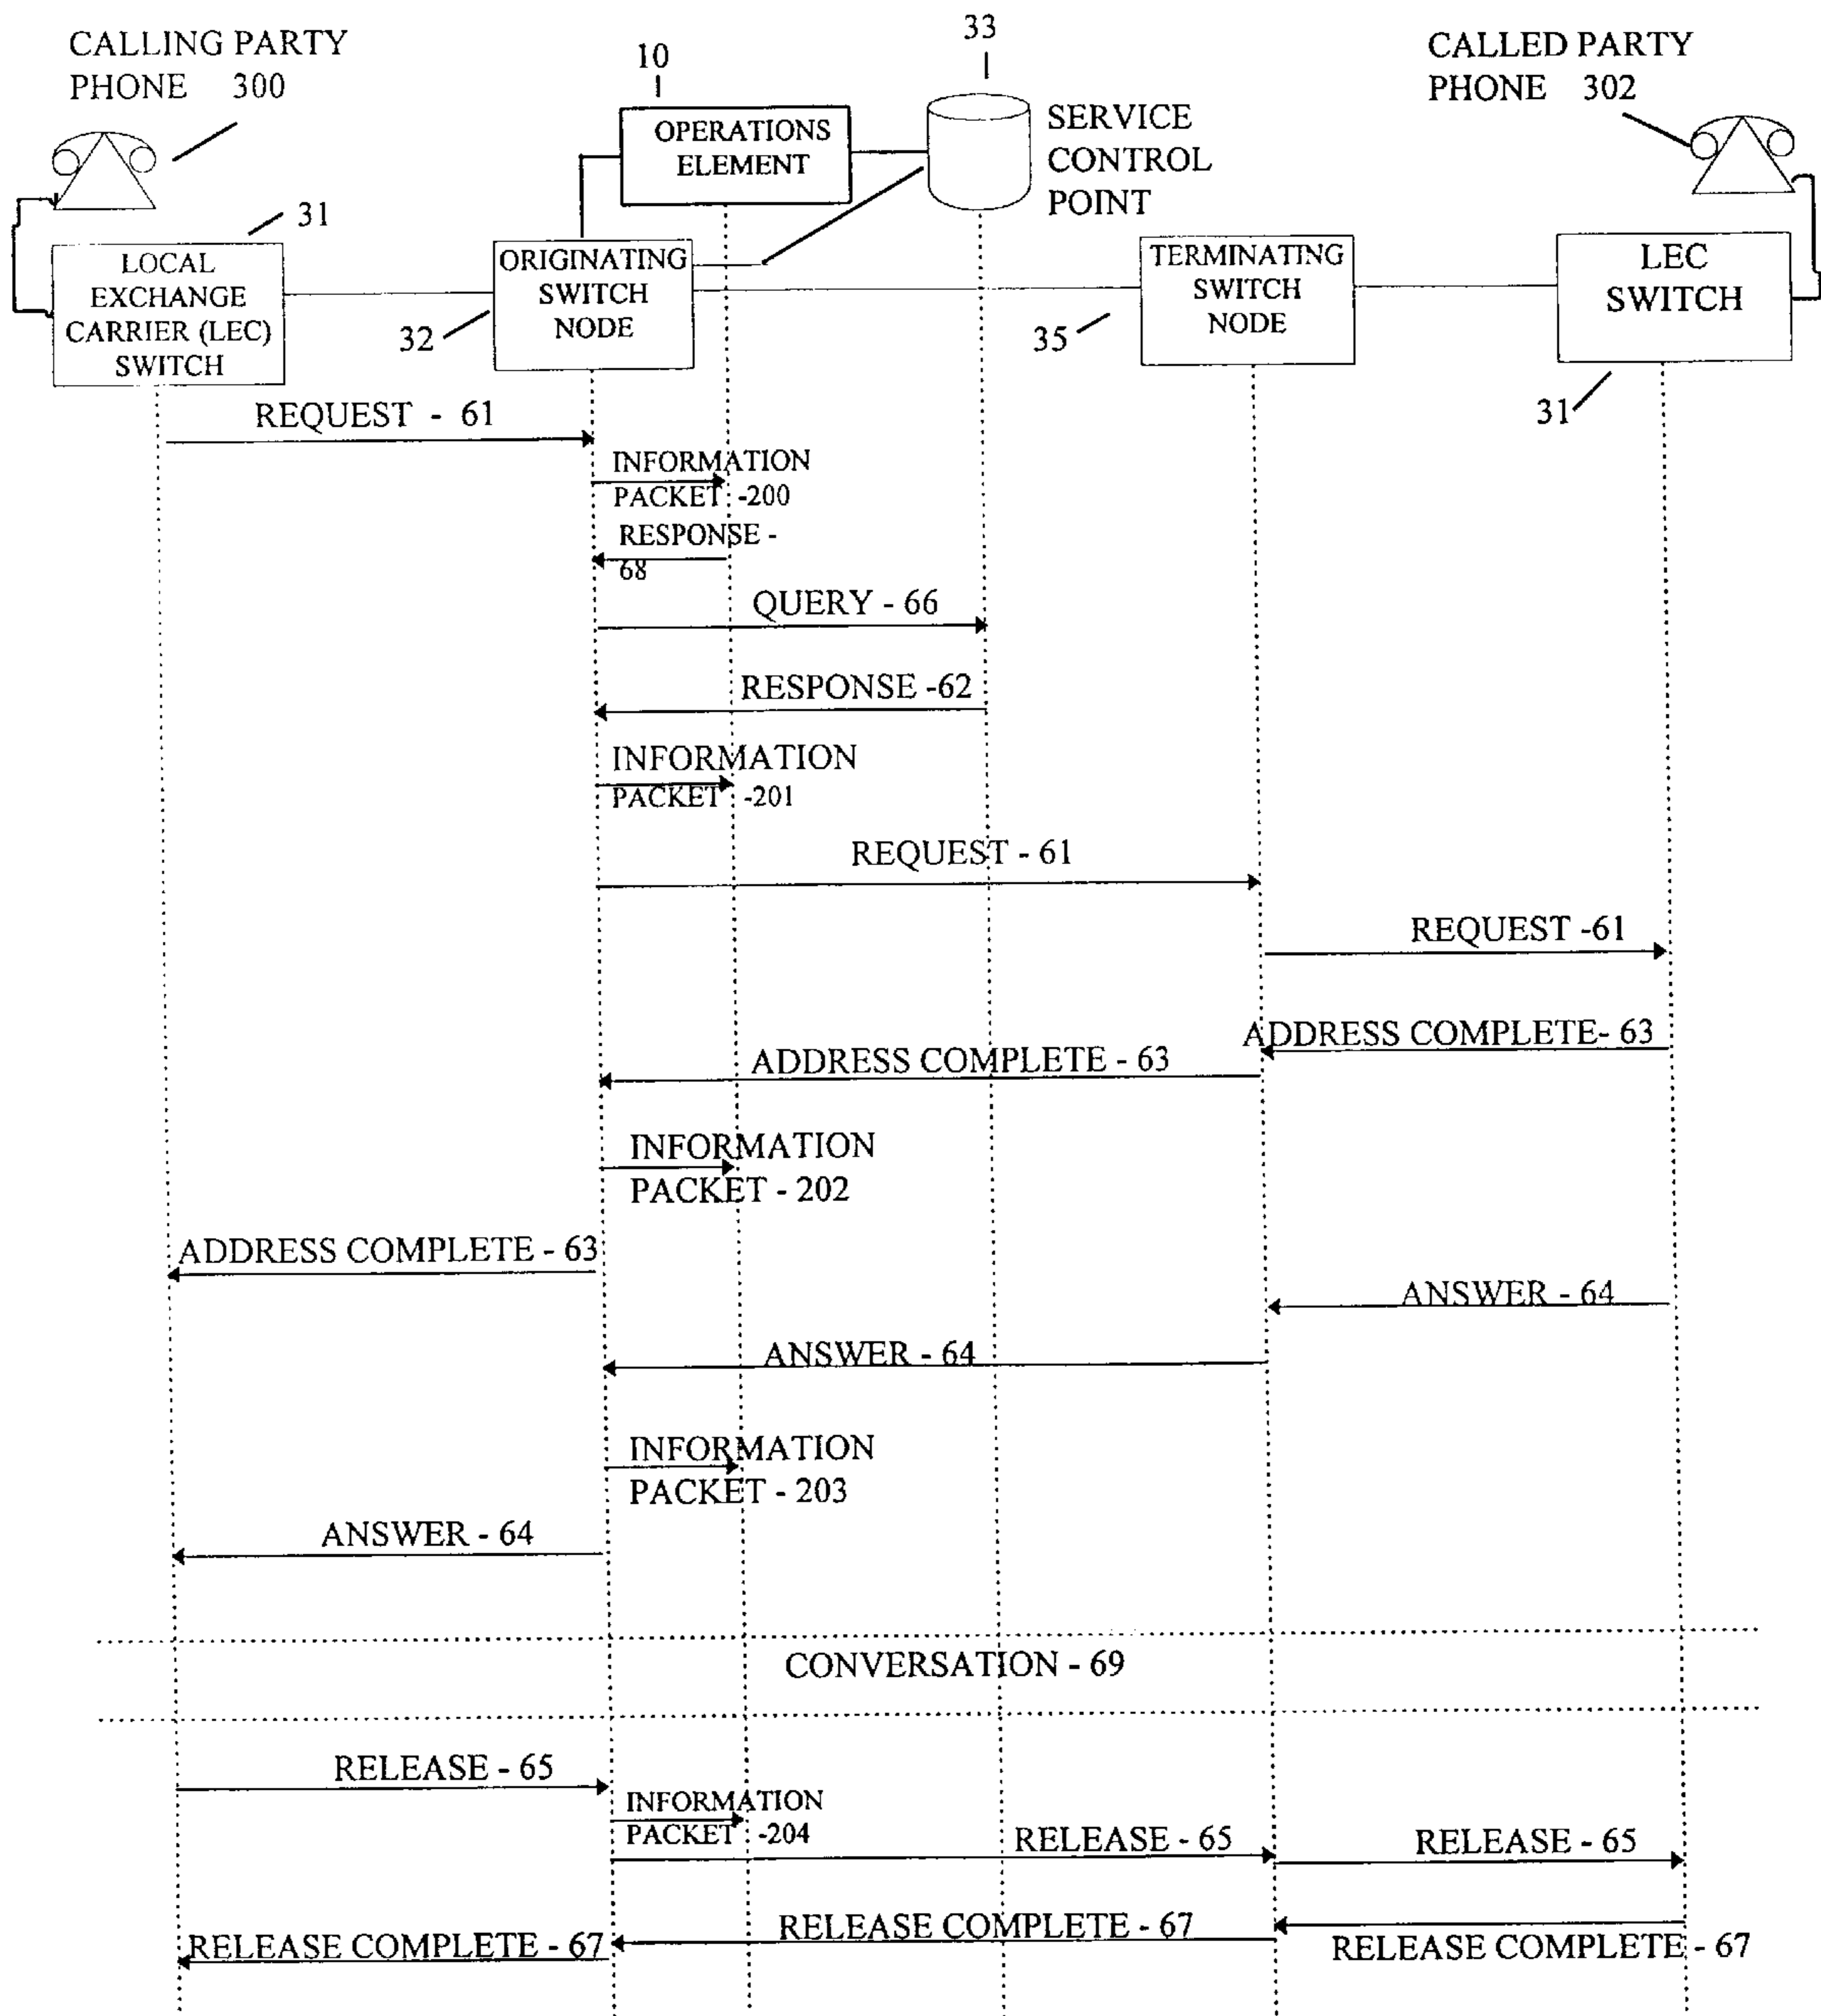 CALLING PARTY
PHONE 300
10
33
CALLED PARTY
PHONE 302
OPERATIONS
ELEMENT
SERVICE
CONTROL
POINT
31
LOCAL
EXCHANGE
CARRIER (LEC)
SWITCH
32
ORIGINATING
SWITCH
NODE
35
TERMINATING
SWITCH
NODE
LEC
SWITCH
31
REQUEST - 61
INFORMATION
PACKET -200
RESPONSE -
68
QUERY - 66
RESPONSE -62
INFORMATION
PACKET -201
REQUEST - 61
REQUEST -61
ADDRESS COMPLETE- 63
ADDRESS COMPLETE - 63
INFORMATION
PACKET - 202
ADDRESS COMPLETE - 63
ANSWER - 64
ANSWER - 64
INFORMATION
PACKET - 203
ANSWER - 64
CONVERSATION - 69
RELEASE - 65
INFORMATION
PACKET -204
RELEASE - 65
RELEASE - 65
RELEASE COMPLETE - 67
RELEASE COMPLETE - 67
RELEASE COMPLETE - 67